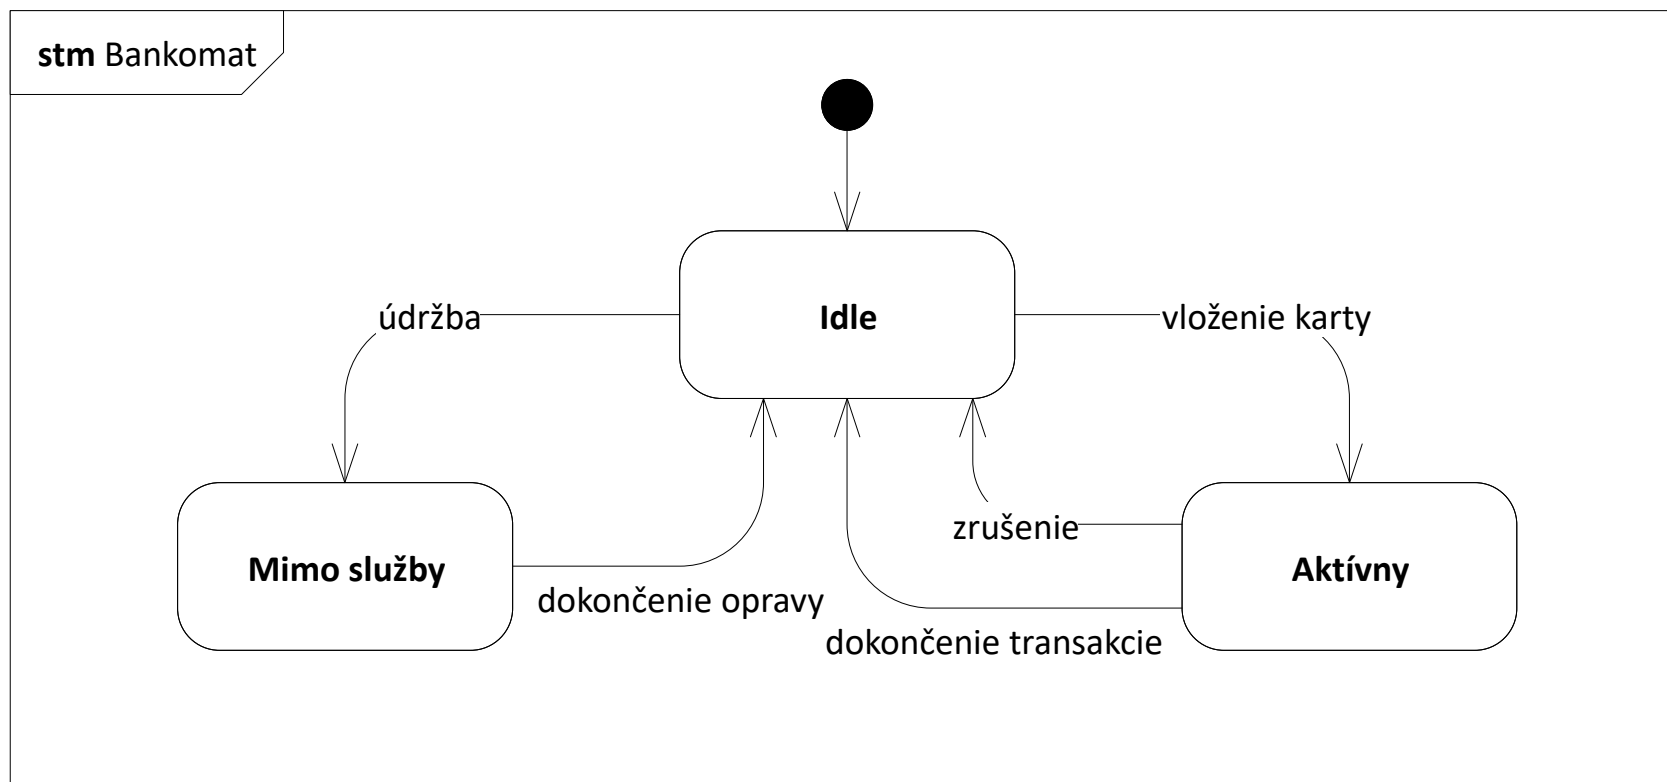 stm Bankomat
údržba
Idle
vloženie karty
zrušenie
Mimo služby
Aktívny
dokončenie opravy
dokončenie transakcie